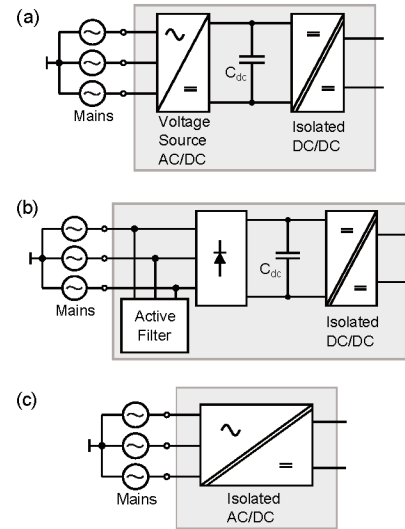 (a)
Mains
Voltage
Source
AC/DC
Cdc
Isolated
DC/DC
(b)
Mains
Active
Filter
Cdc
Isolated
DC/DC
(c)
Mains
Isolated
AC/DC